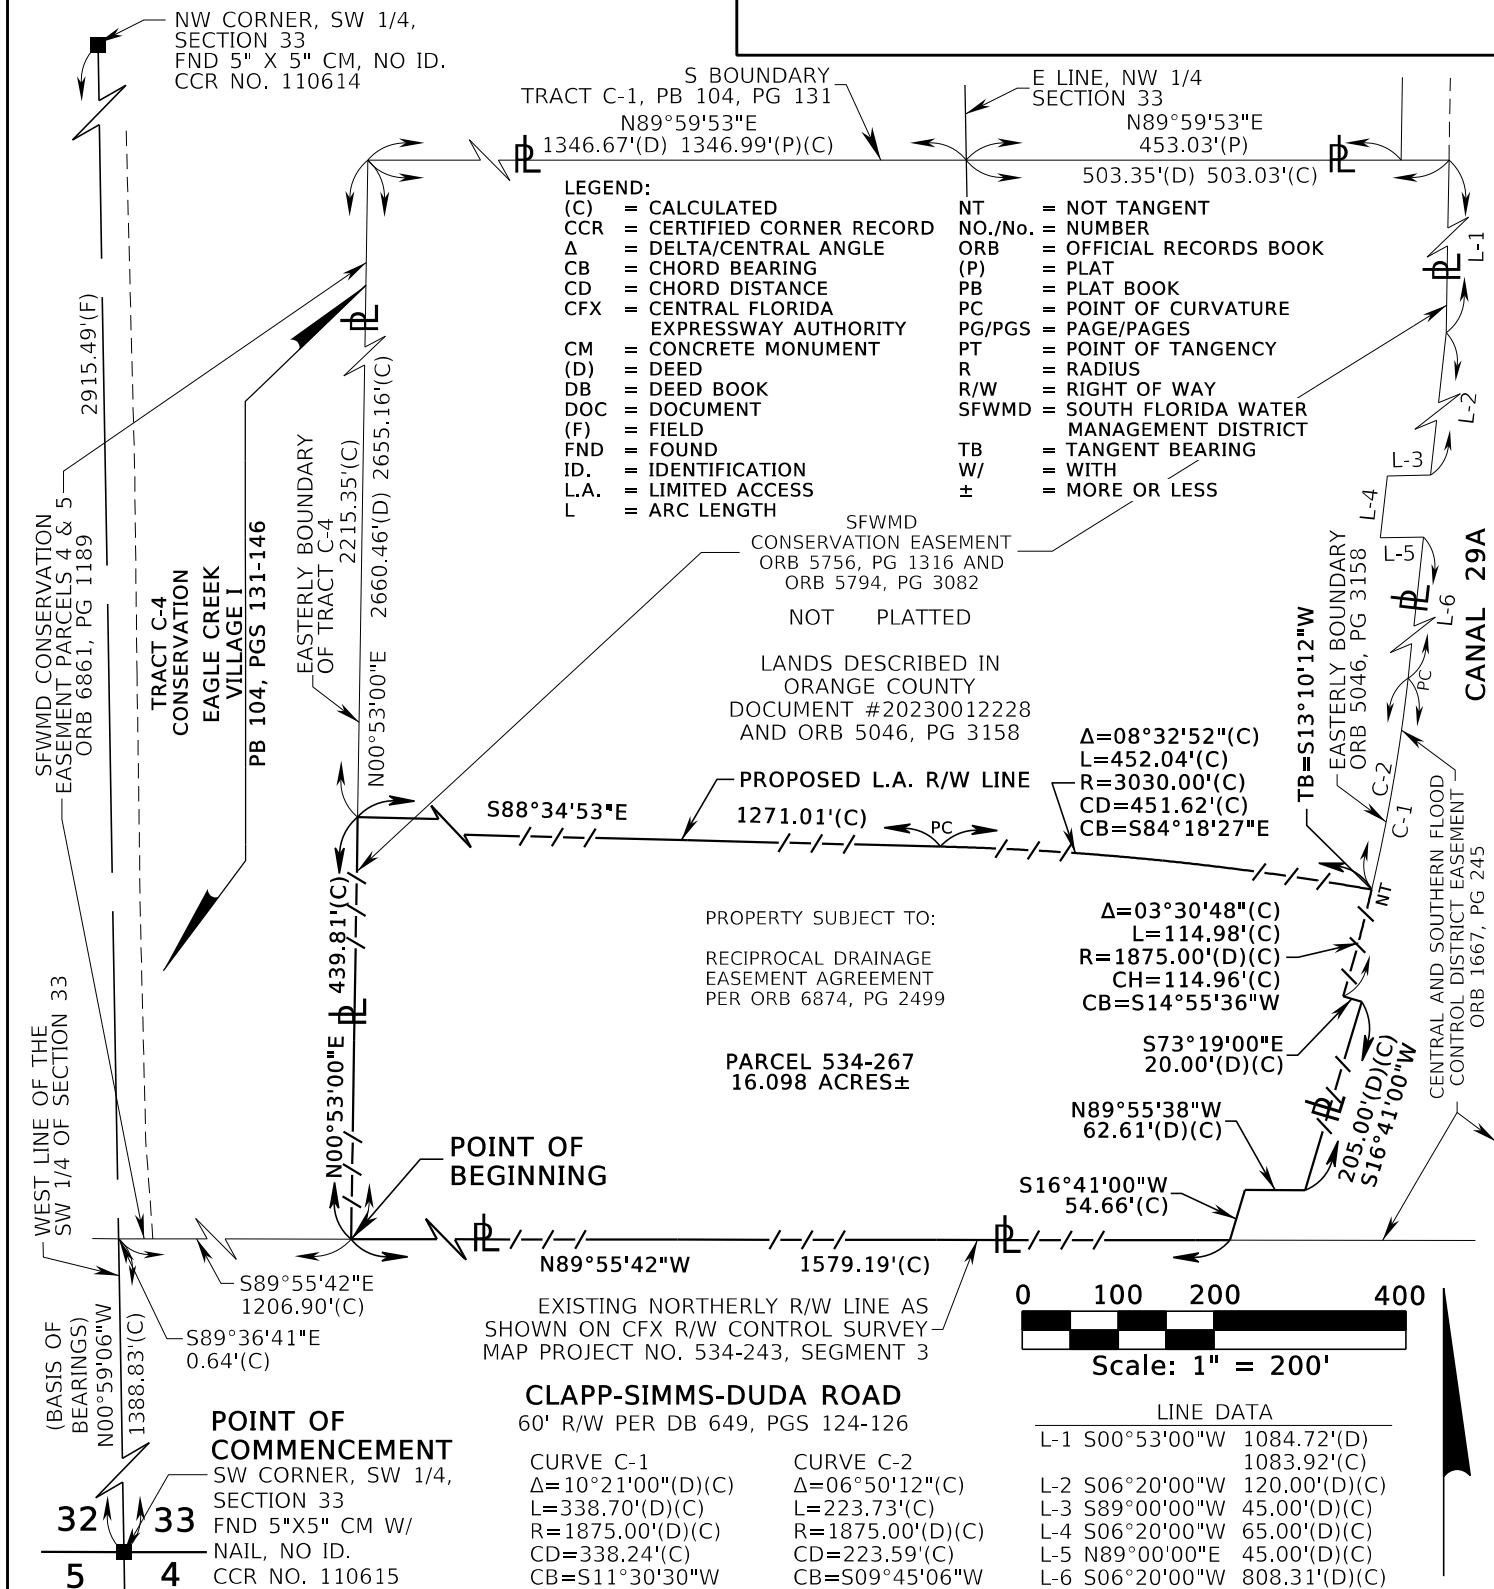 NW CORNER, SW 1/4,
SECTION 33
FND 5" X 5" CM, NO ID.
CCR NO. 110614
S BOUNDARY
TRACT C-1, PB 104, PG 131
N89°59'53"E
1346.67'(D) 1346.99'(P)(C)
E LINE, NW 1/4
SECTION 33
N89°59'53"E
453.03'(P)
503.35'(D) 503.03'(C)
LEGEND:
(C) = CALCULATED
CCR = CERTIFIED CORNER RECORD
Δ = DELTA/CENTRAL ANGLE
CB = CHORD BEARING
CD = CHORD DISTANCE
CFX = CENTRAL FLORIDA
EXPRESSWAY AUTHORITY
CM = CONCRETE MONUMENT
(D) = DEED
DB = DEED BOOK
DOC = DOCUMENT
(F) = FIELD
FND = FOUND
ID. = IDENTIFICATION
L.A. = LIMITED ACCESS
L = ARC LENGTH
NT = NOT TANGENT
NO./No. = NUMBER
ORB = OFFICIAL RECORDS BOOK
(P) = PLAT
PB = PLAT BOOK
PC = POINT OF CURVATURE
PG/PGS = PAGE/PAGES
PT = POINT OF TANGENCY
R = RADIUS
R/W = RIGHT OF WAY
SFWMD = SOUTH FLORIDA WATER
MANAGEMENT DISTRICT
TB = TANGENT BEARING
W/ = WITH
± = MORE OR LESS
PL
PL
PL
PL
L-1
L-2
L-3
L-4
L-5
PL
L-6
PC
C-2
C-1
CANAL 29A
2915.49'(F)
SFWMD CONSERVATION
EASEMENT PARCELS 4 & 5
ORB 6861, PG 1189
TRACT C-4
CONSERVATION
EAGLE CREEK
VILLAGE I
PB 104, PGS 131-146
EASTERLY BOUNDARY
OF TRACT C-4
2215.35'(C)
N00°53'00"E 2660.46'(D) 2655.16'(C)
SFWMD
CONSERVATION EASEMENT
ORB 5756, PG 1316 AND
ORB 5794, PG 3082
NOT PLATTED
LANDS DESCRIBED IN
ORANGE COUNTY
DOCUMENT #20230012228
AND ORB 5046, PG 3158
TB=S13°10'12"W
EASTERLY BOUNDARY
ORB 5046, PG 3158
Δ=08°32'52"(C)
L=452.04'(C)
R=3030.00'(C)
CD=451.62'(C)
CB=S84°18'27"E
PROPOSED L.A. R/W LINE
S88°34'53"E
1271.01'(C)
PC
NT
CENTRAL AND SOUTHERN FLOOD
CONTROL DISTRICT EASEMENT
ORB 1667, PG 245
N00°53'00"E PL 439.81'(C)
PROPERTY SUBJECT TO:
RECIPROCAL DRAINAGE
EASEMENT AGREEMENT
PER ORB 6874, PG 2499
Δ=03°30'48"(C)
L=114.98'(C)
R=1875.00'(D)(C)
CH=114.96'(C)
CB=S14°55'36"W
S73°19'00"E
20.00'(D)(C)
PARCEL 534-267
16.098 ACRES±
N89°55'38"W
62.61'(D)(C)
PL
205.00'(D)(C)
S16°41'00"W
S16°41'00"W
54.66'(C)
WEST LINE OF THE
SW 1/4 OF SECTION 33
POINT OF
BEGINNING
PL
PL
N89°55'42"W
1579.19'(C)
S89°55'42"E
1206.90'(C)
S89°36'41"E
0.64'(C)
EXISTING NORTHERLY R/W LINE AS
SHOWN ON CFX R/W CONTROL SURVEY
MAP PROJECT NO. 534-243, SEGMENT 3
0 100 200 400
Scale: 1" = 200'
(BASIS OF
BEARINGS)
N00°59'06"W
1388.83'(C)
CLAPP-SIMMS-DUDA ROAD
60' R/W PER DB 649, PGS 124-126
POINT OF
COMMENCEMENT
SW CORNER, SW 1/4,
SECTION 33
FND 5"X5" CM W/
NAIL, NO ID.
CCR NO. 110615
32 33
5 4
CURVE C-1
Δ=10°21'00"(D)(C)
L=338.70'(D)(C)
R=1875.00'(D)(C)
CD=338.24'(C)
CB=S11°30'30"W
CURVE C-2
Δ=06°50'12"(C)
L=223.73'(C)
R=1875.00'(D)(C)
CD=223.59'(C)
CB=S09°45'06"W
LINE DATA
L-1 S00°53'00"W 1084.72'(D)
1083.92'(C)
L-2 S06°20'00"W 120.00'(D)(C)
L-3 S89°00'00"W 45.00'(D)(C)
L-4 S06°20'00"W 65.00'(D)(C)
L-5 N89°00'00"E 45.00'(D)(C)
L-6 S06°20'00"W 808.31'(D)(C)